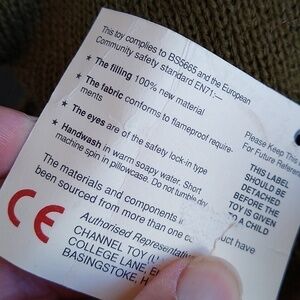 This toy complies to BS5665 and the European
Community safety standard EN71:—
* The filling 100% new material
* The fabric conforms to flameproof require-
ments
* The eyes are of the safety lock-in type
* Handwash in warm soapy water. Short
machine spin in pillowcase. Do not tumble dry
The materials and components in product have
been sourced from more than one
Authorised Representative
CHANNEL TOY
COLLEGE LANE,
BASINGSTOKE, H
CE
Please Keep This
For Future Reference
THIS LABEL
SHOULD BE
DETACHED
BEFORE THE
TOY IS GIVEN
TO A CHILD